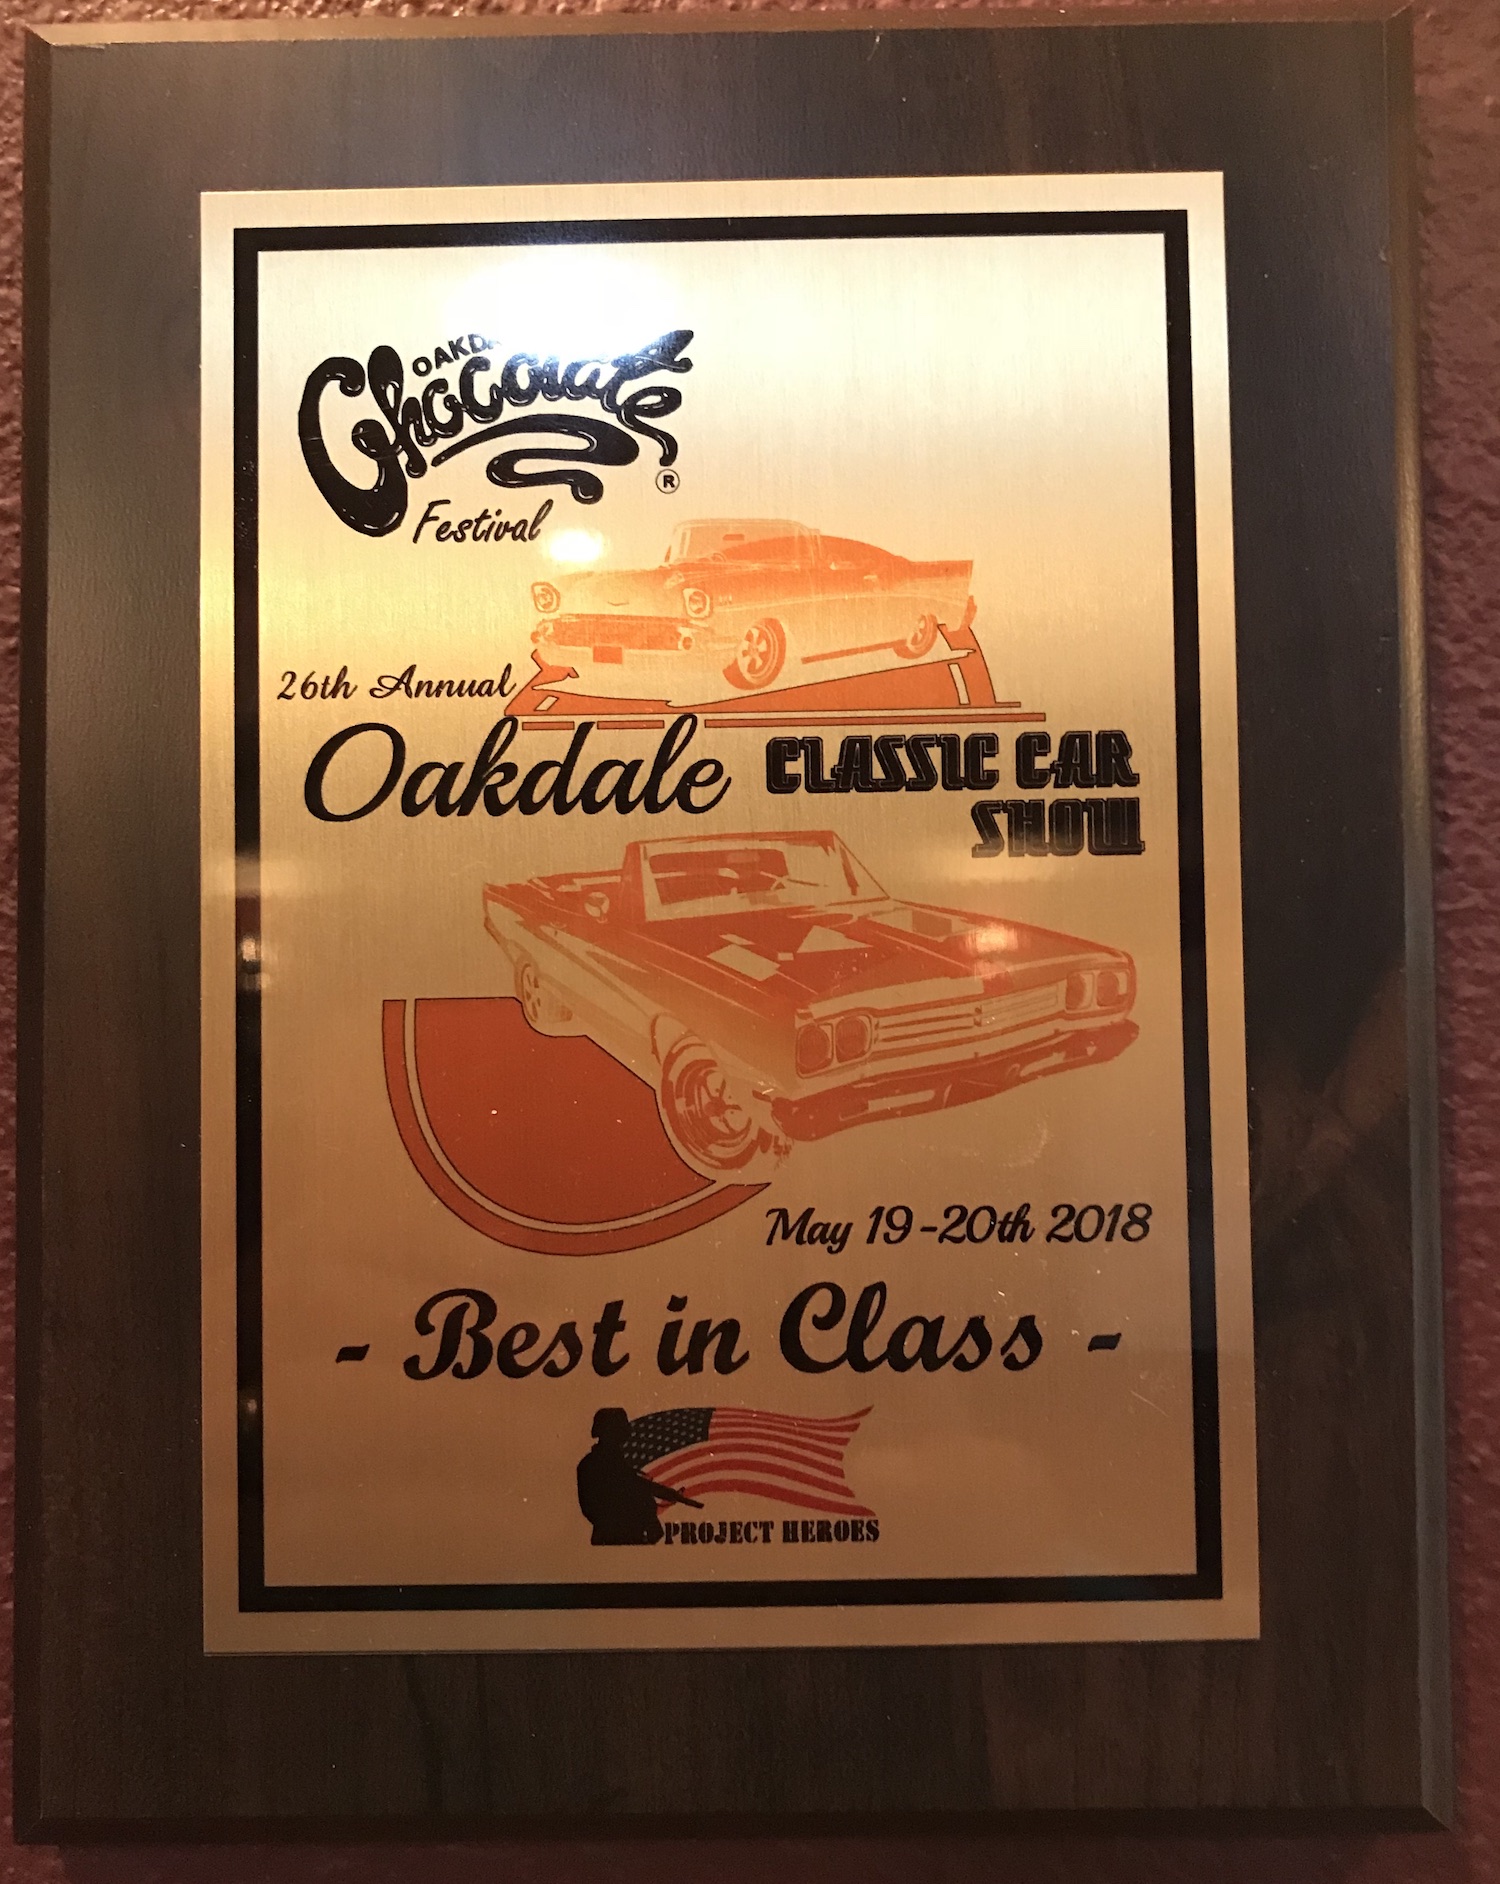 Chocolate
®
Festival
26th Annual
Oakdale CLASSIC CAR
SHOW
May 19-20th 2018
- Best in Class -
PROJECT HEROES